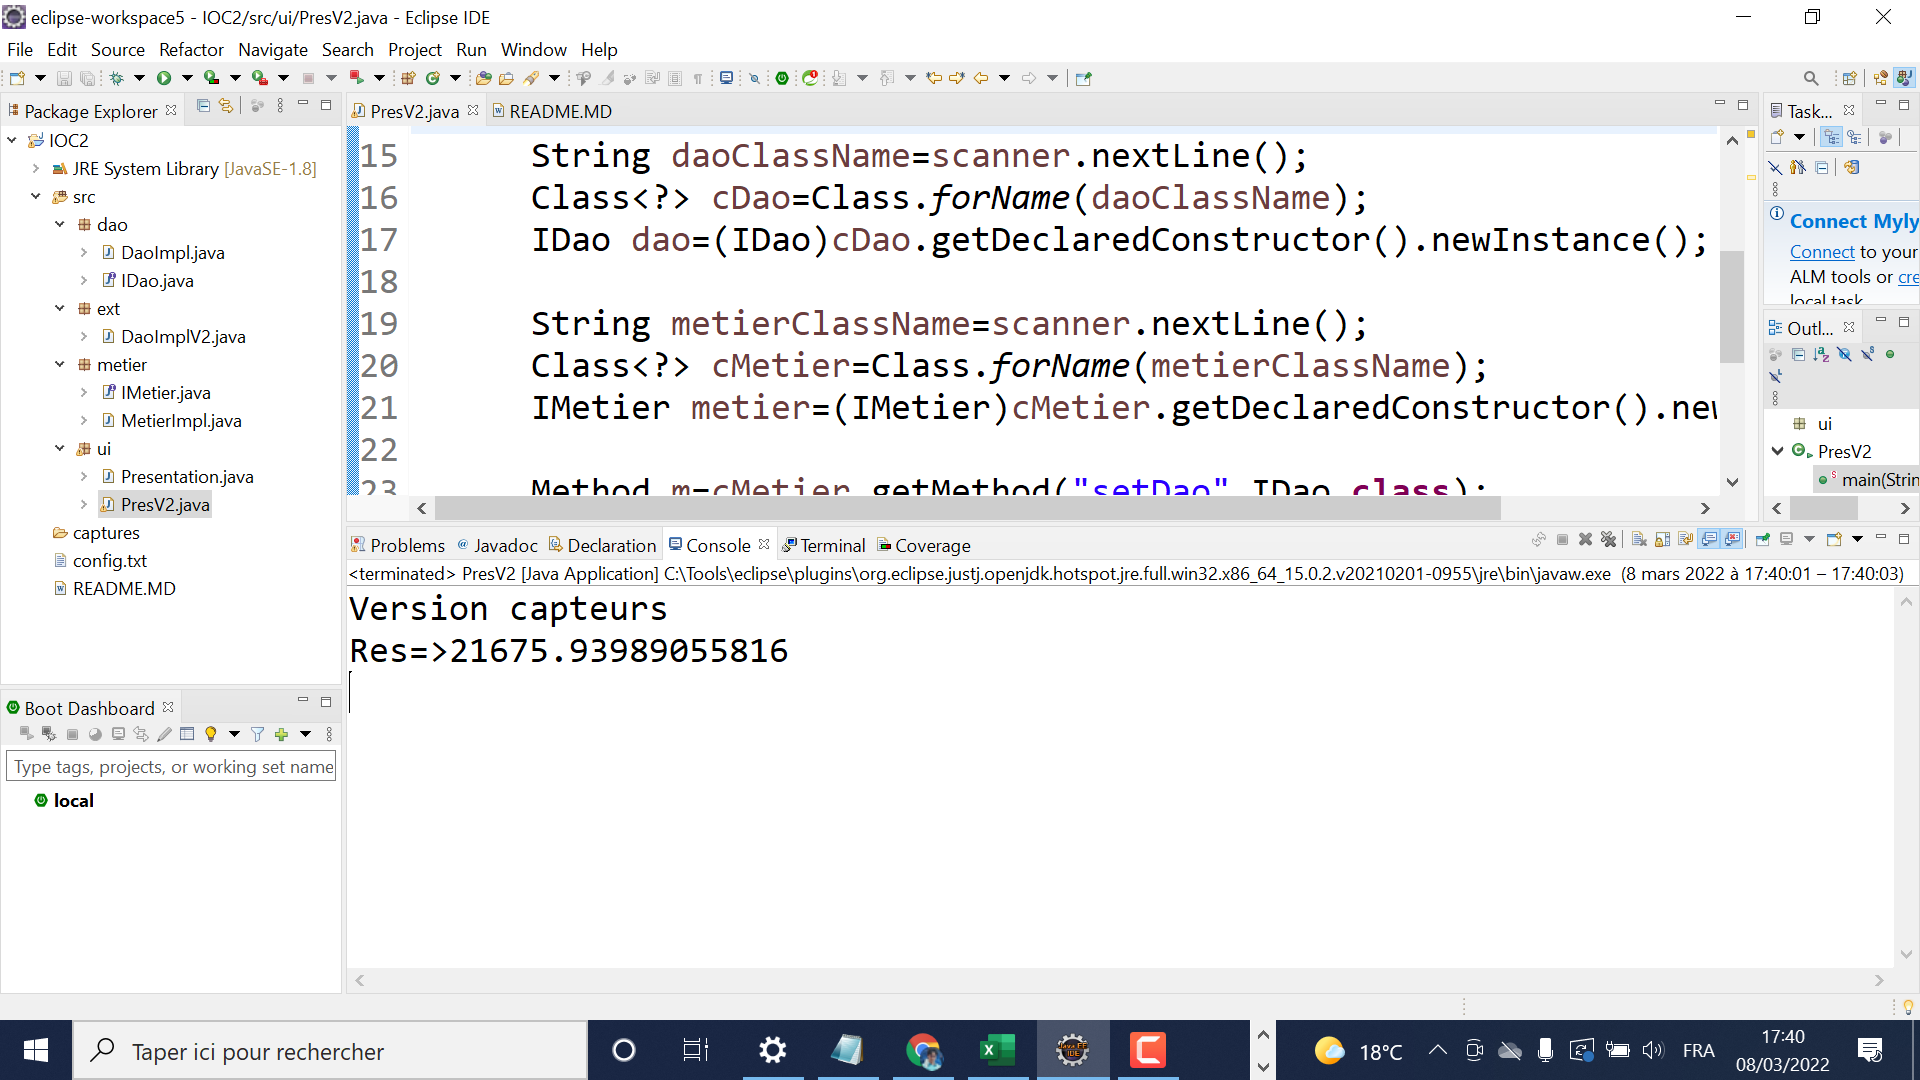 eclipse-workspace5 - IOC2/src/ui/PresV2.java - Eclipse IDE
File Edit Source Refactor Navigate Search Project Run Window Help
Package Explorer
IOC2
JRE System Library [JavaSE-1.8]
src
dao
DaoImpl.java
IDao.java
ext
DaoImplV2.java
metier
IMetier.java
MetierImpl.java
ui
Presentation.java
PresV2.java
captures
config.txt
README.MD
Boot Dashboard
Type tags, projects, or working set name
local
PresV2.java README.MD
15 String daoClassName=scanner.nextLine();
16 Class<?> cDao=Class.forName(daoClassName);
17 IDao dao=(IDao)cDao.getDeclaredConstructor().newInstance();
18
19 String metierClassName=scanner.nextLine();
20 Class<?> cMetier=Class.forName(metierClassName);
21 IMetier metier=(IMetier)cMetier.getDeclaredConstructor().new
22
23 Method m=cMetier.getMethod("setDao",IDao.class);
Problems @ Javadoc Declaration Console Terminal Coverage
<terminated> PresV2 [Java Application] C:\Tools\eclipse\plugins\org.eclipse.justj.openjdk.hotspot.jre.full.win32.x86_64_15.0.2.v20210201-0955\jre\bin\javaw.exe (8 mars 2022 à 17:40:01 – 17:40:03)
Version capteurs
Res=>21675.93989055816
Task...
Connect Myly
Connect to your
ALM tools or cre
local task
Outl...
ui
PresV2
main(Strin
Taper ici pour rechercher
18°C
FRA
17:40
08/03/2022